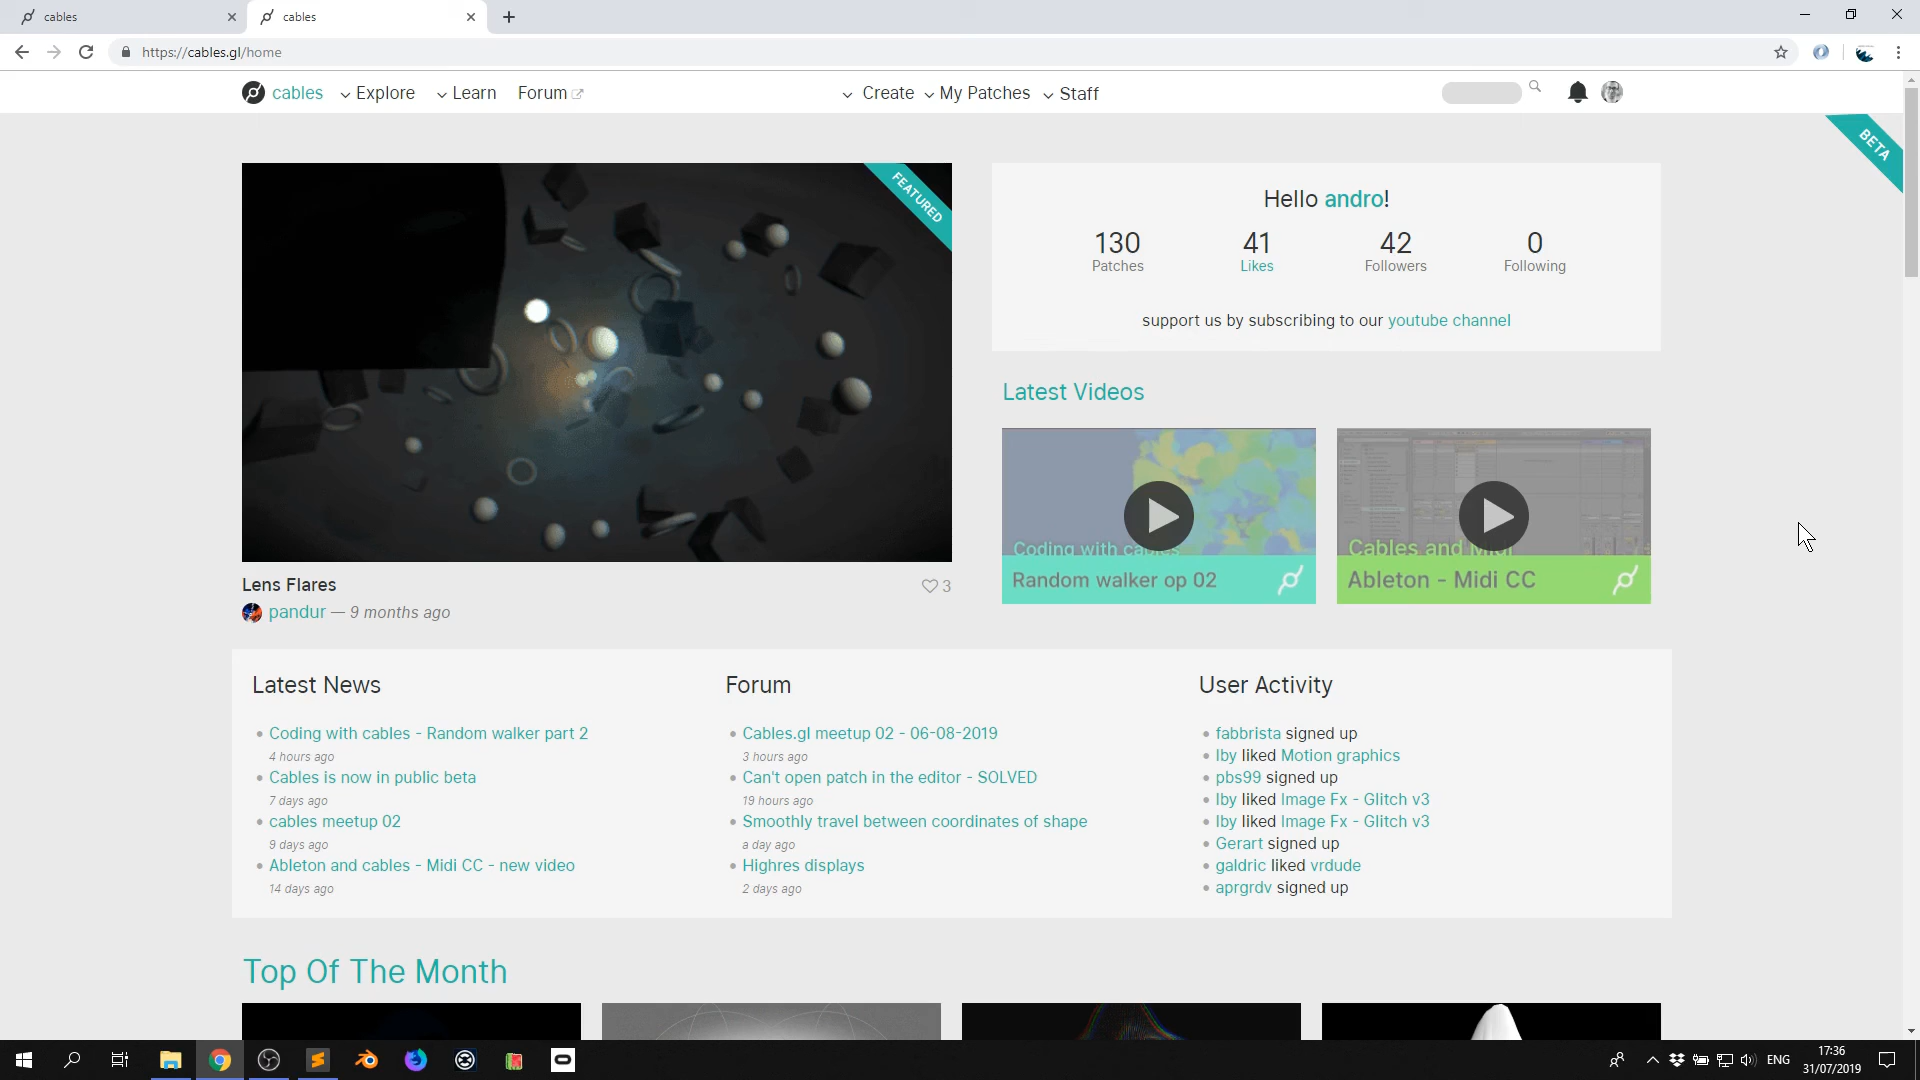 cables
cables
https://cables.gl/home
cables Explore Learn Forum Create My Patches Staff
BETA
FEATURED
Hello andro!
130 41 42 0
Patches Likes Followers Following
support us by subscribing to our youtube channel
Latest Videos
Coding with cables
Random walker op 02
Cables and Midi
Ableton - Midi CC
Lens Flares
3
pandur — 9 months ago
Latest News
Coding with cables - Random walker part 2
4 hours ago
Cables is now in public beta
7 days ago
cables meetup 02
9 days ago
Ableton and cables - Midi CC - new video
14 days ago
Forum
Cables.gl meetup 02 - 06-08-2019
3 hours ago
Can't open patch in the editor - SOLVED
19 hours ago
Smoothly travel between coordinates of shape
a day ago
Highres displays
2 days ago
User Activity
fabbrista signed up
lby liked Motion graphics
pbs99 signed up
lby liked Image Fx - Glitch v3
lby liked Image Fx - Glitch v3
Gerart signed up
galdric liked vrdude
aprgrdv signed up
Top Of The Month
ENG
17:36
31/07/2019